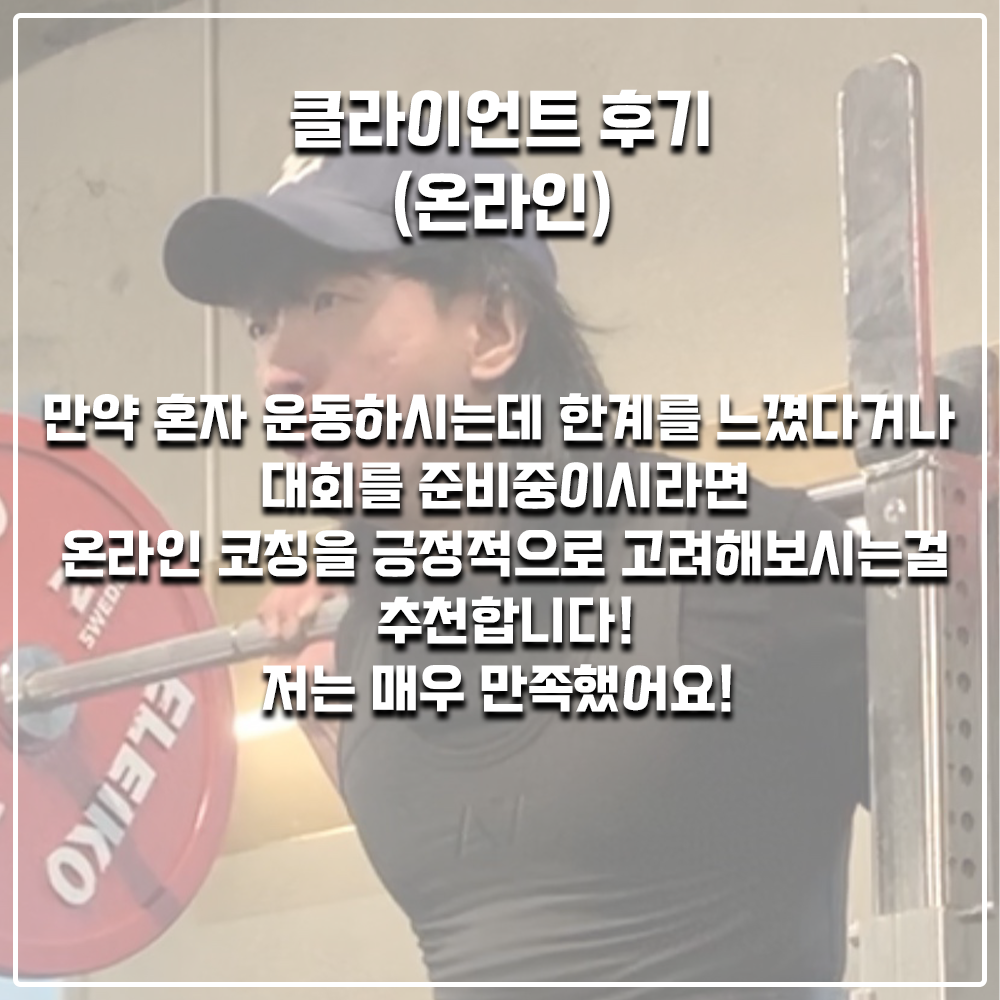 클라이언트 후기
(온라인)
만약 혼자 운동하시는데 한계를 느꼈다거나
대회를 준비중이시라면
온라인 코칭을 긍정적으로 고려해보시는걸
추천합니다!
저는 매우 만족했어요!
SWED
ELEIKO